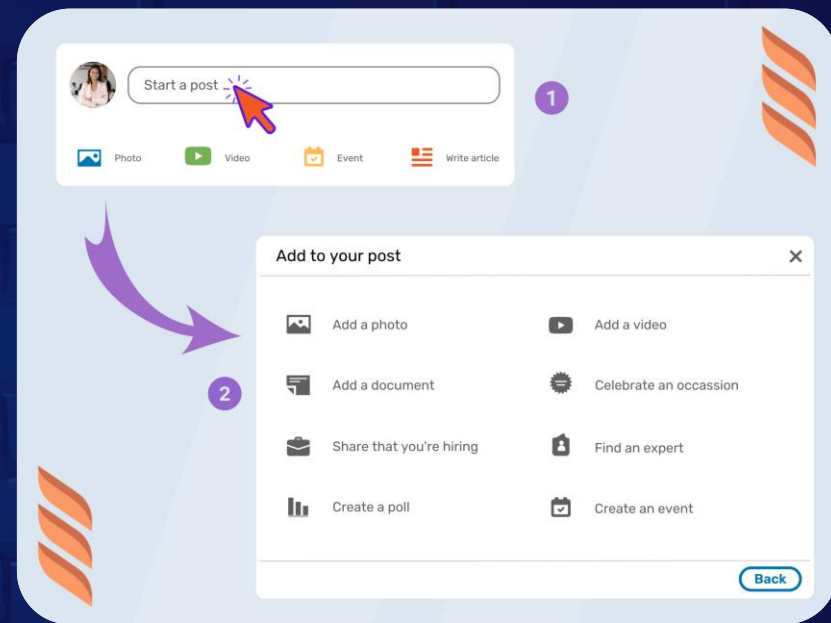 Start a post
1
Photo Video Event Write article
Add to your post
Add a photo Add a video
2
Add a document Celebrate an occassion
Share that you're hiring Find an expert
Create a poll Create an event
Back